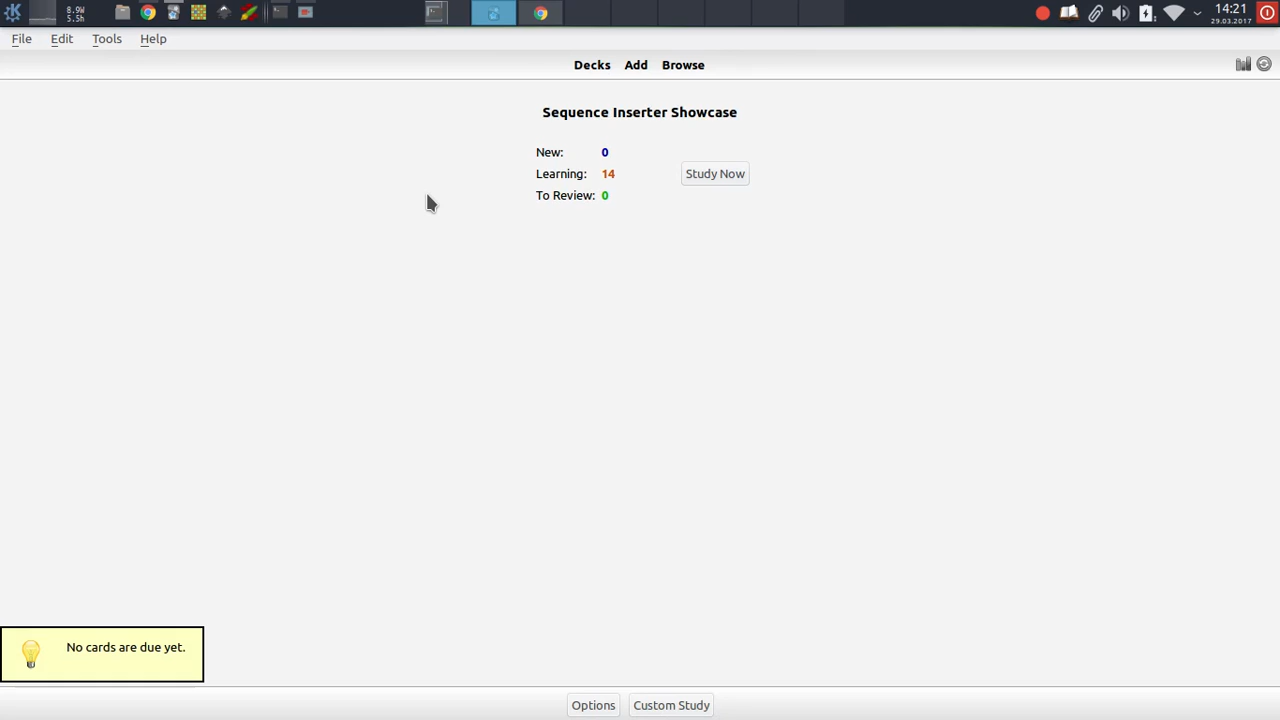 8.9W
5.5h
14:21
29.03.2017
File Edit Tools Help
Decks Add Browse
Sequence Inserter Showcase
New: 0
Learning: 14
Study Now
To Review: 0
No cards are due yet.
Options Custom Study